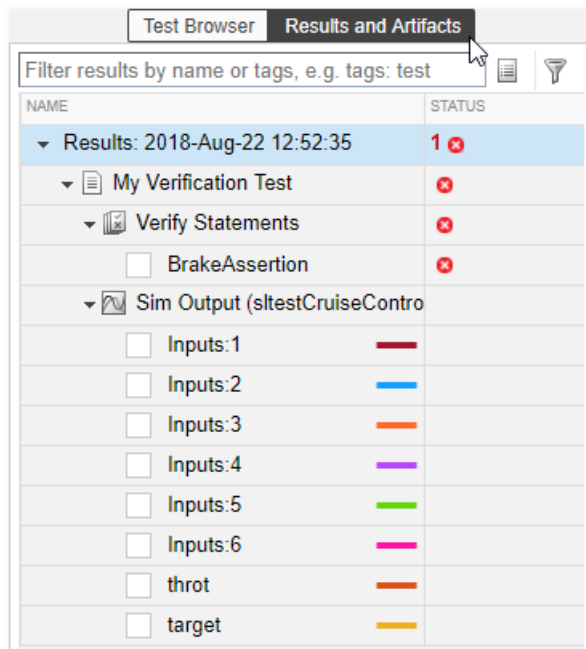 Test Browser Results and Artifacts
Filter results by name or tags, e.g. tags: test
NAME STATUS
Results: 2018-Aug-22 12:52:35 1
My Verification Test
Verify Statements
BrakeAssertion
Sim Output (sltestCruiseContro
Inputs:1
Inputs:2
Inputs:3
Inputs:4
Inputs:5
Inputs:6
throt
target